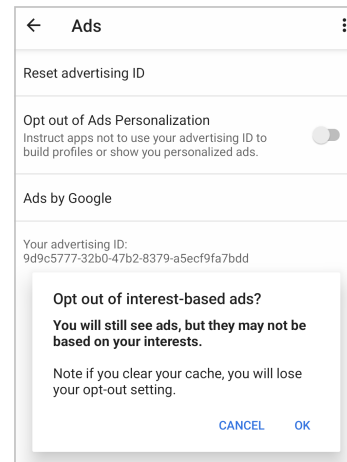 Ads
Reset advertising ID
Opt out of Ads Personalization
Instruct apps not to use your advertising ID to
build profiles or show you personalized ads.
Ads by Google
Your advertising ID:
9d9c5777-32b0-47b2-8379-a5ecf9fa7bdd
Opt out of interest-based ads?
You will still see ads, but they may not be
based on your interests.
Note if you clear your cache, you will lose
your opt-out setting.
CANCEL OK